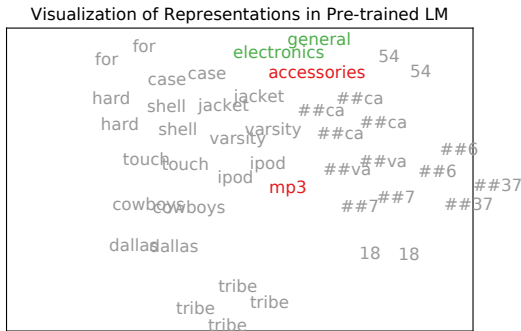 Visualization of Representations in Pre-trained LM
general
for
electronics
54
for
accessories
54
case
case
hard
jacket
##ca
shell
jacket
##ca
hard
shell
varsity
##ca
##ca
varsity
##6
touch
touch
ipod
##va
##va
##6
ipod
mp3
##37
cowboys
cowboys
##7
##7
##37
dallas
dallas
18
18
tribe
tribe
tribe
tribe